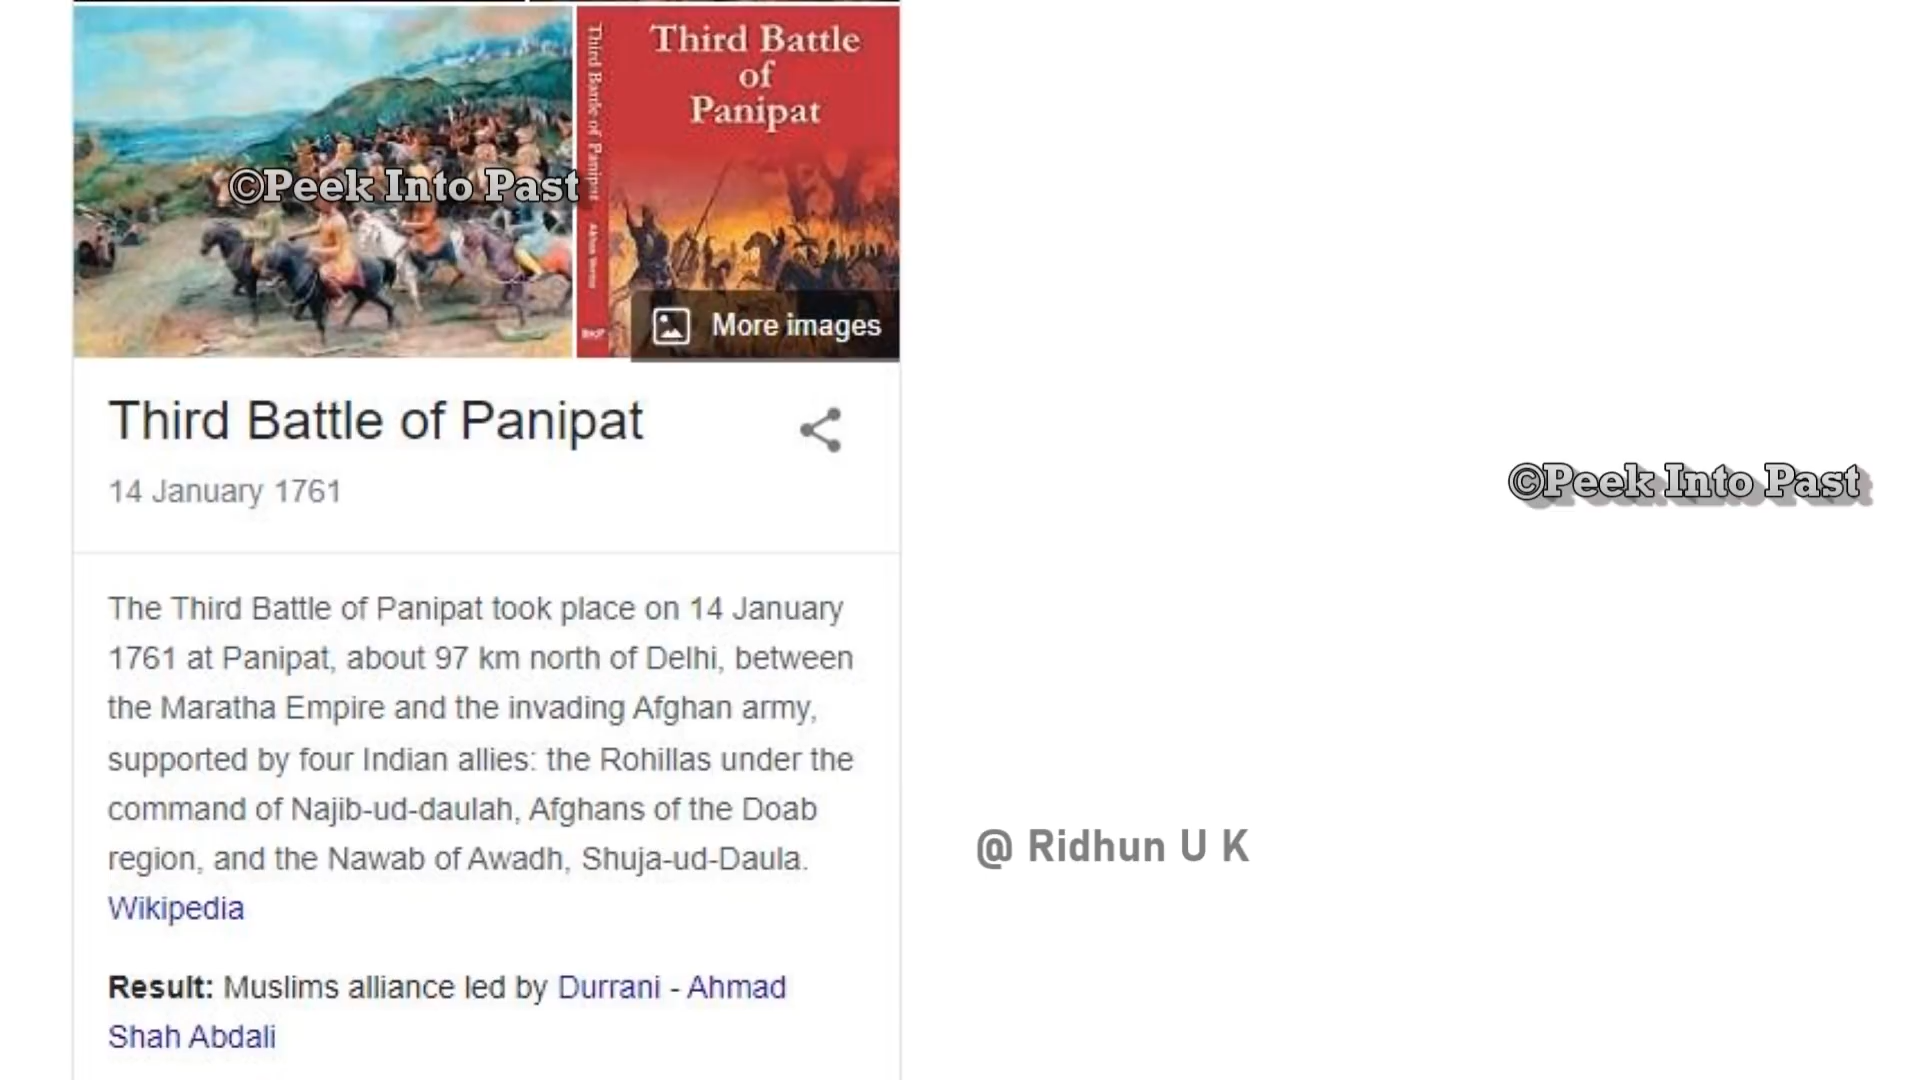 Third Battle
of
Panipat
Third Battle of Panipat
©Peek Into Past
More images
Third Battle of Panipat
14 January 1761
©Peek Into Past
The Third Battle of Panipat took place on 14 January
1761 at Panipat, about 97 km north of Delhi, between
the Maratha Empire and the invading Afghan army,
supported by four Indian allies: the Rohillas under the
command of Najib-ud-daulah, Afghans of the Doab
region, and the Nawab of Awadh, Shuja-ud-Daula.
Wikipedia
@ Ridhun U K
Result: Muslims alliance led by Durrani - Ahmad
Shah Abdali